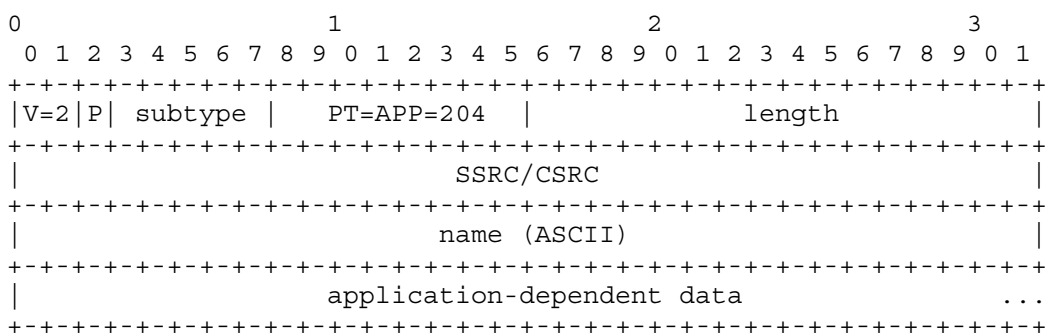 0                   1                   2                   3
 0 1 2 3 4 5 6 7 8 9 0 1 2 3 4 5 6 7 8 9 0 1 2 3 4 5 6 7 8 9 0 1
+-+-+-+-+-+-+-+-+-+-+-+-+-+-+-+-+-+-+-+-+-+-+-+-+-+-+-+-+-+-+-+-+
|V=2|P| subtype |   PT=APP=204  |             length            |
+-+-+-+-+-+-+-+-+-+-+-+-+-+-+-+-+-+-+-+-+-+-+-+-+-+-+-+-+-+-+-+-+
|                           SSRC/CSRC                           |
+-+-+-+-+-+-+-+-+-+-+-+-+-+-+-+-+-+-+-+-+-+-+-+-+-+-+-+-+-+-+-+-+
|                          name (ASCII)                         |
+-+-+-+-+-+-+-+-+-+-+-+-+-+-+-+-+-+-+-+-+-+-+-+-+-+-+-+-+-+-+-+-+
|                   application-dependent data                ...
+-+-+-+-+-+-+-+-+-+-+-+-+-+-+-+-+-+-+-+-+-+-+-+-+-+-+-+-+-+-+-+-+